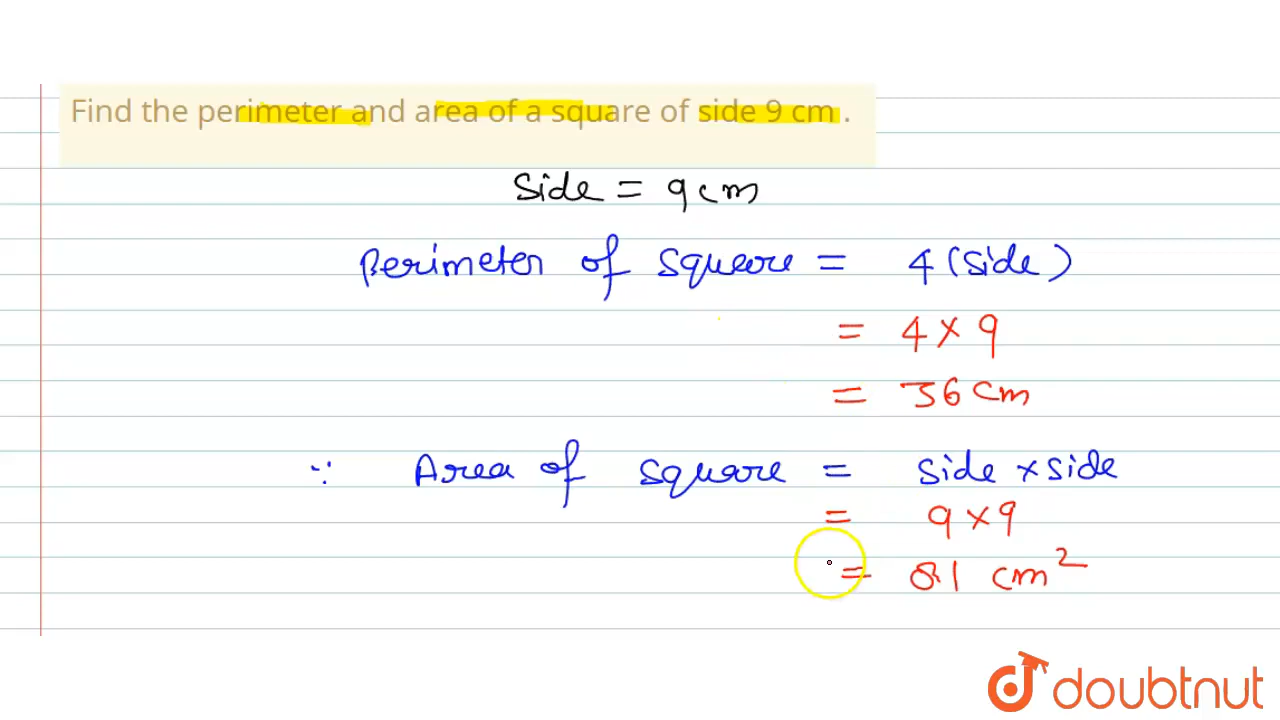 Find the perimeter and area of a square of side 9 cm .
Side = 9 cm
Perimeter of square = 4 (side)
= 4 × 9
= 36 cm
∵ Area of square = side × side
= 9 × 9
= 81 cm²
doubtnut